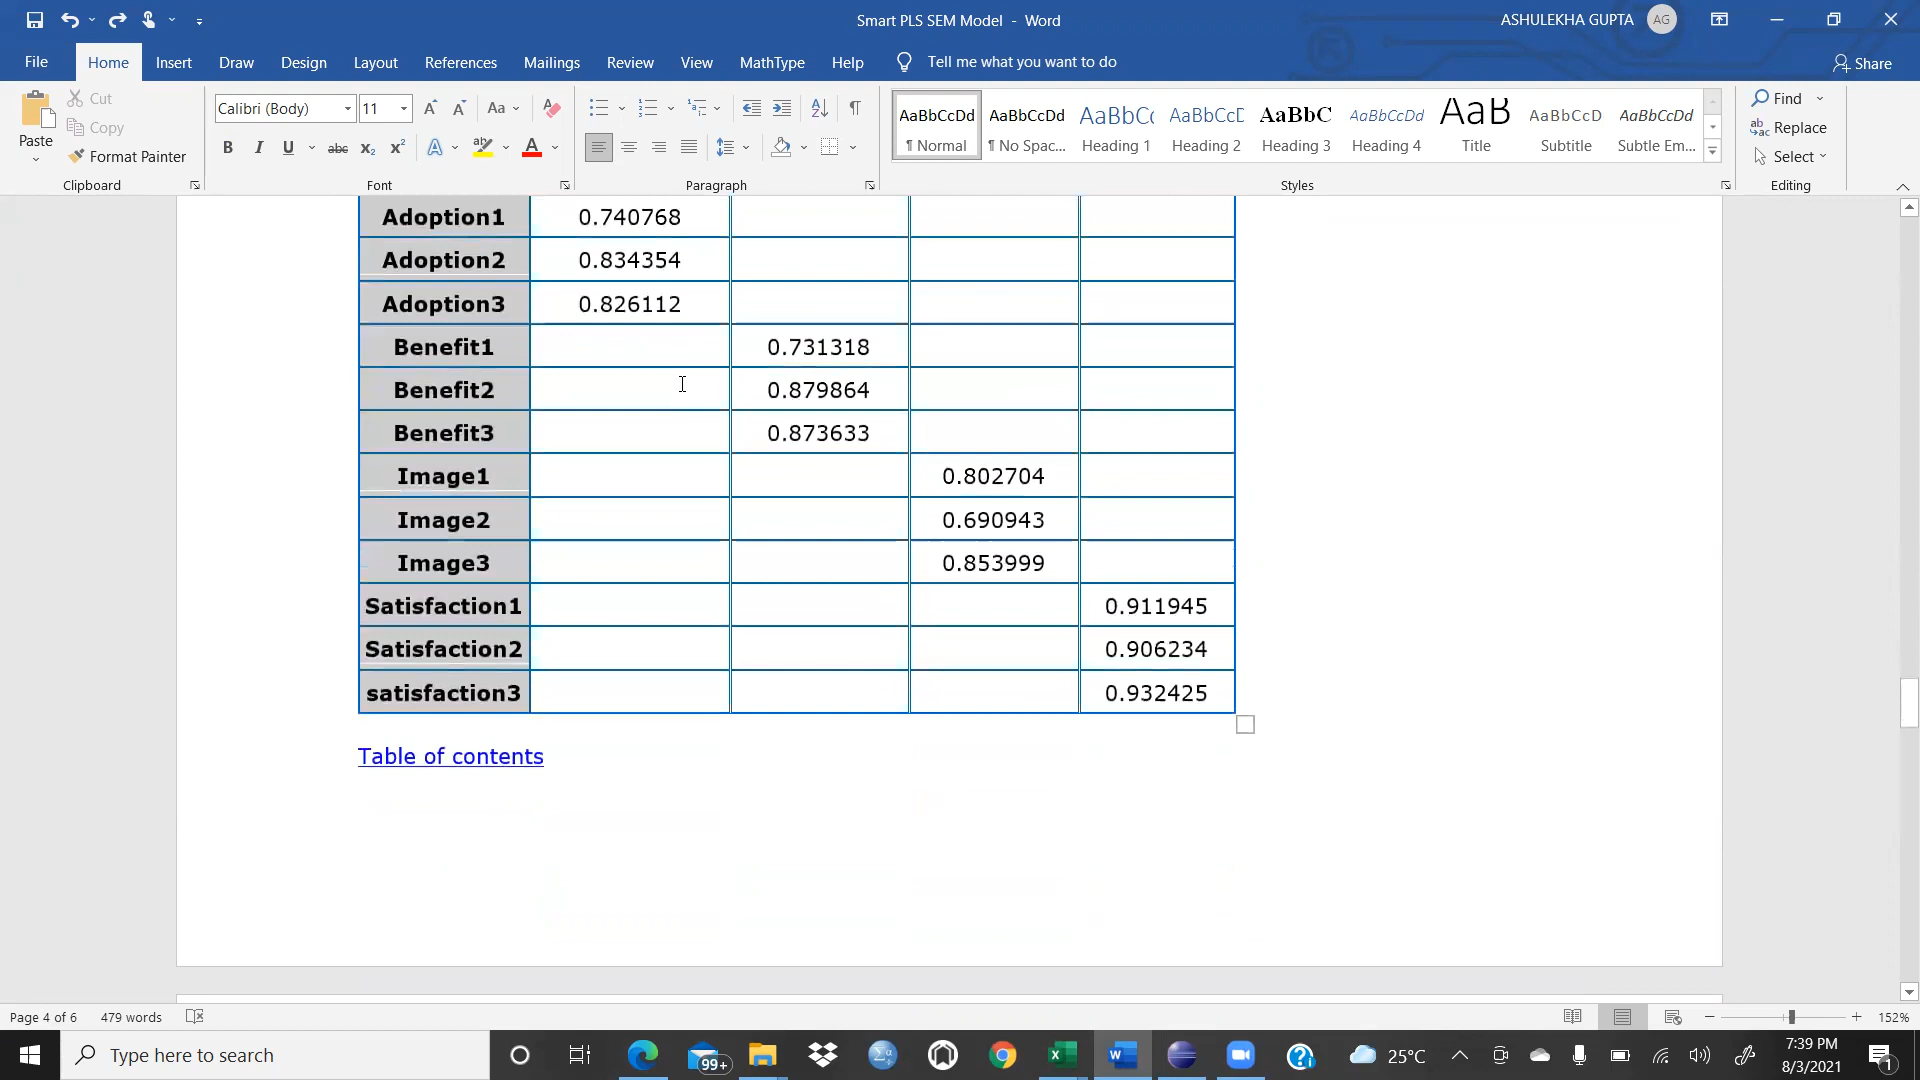 Smart PLS SEM Model - Word
ASHULEKHA GUPTA AG
File Home Insert Draw Design Layout References Mailings Review View MathType Help Tell me what you want to do Share
Paste
Cut
Copy
Format Painter
Clipboard
Calibri (Body) 11 Aa
B I U abc x₂ x² A A
Font
Paragraph
AaBbCcDd AaBbCcDd AaBbCc AaBbCcD AaBbC AaBbCcDd AaB AaBbCcD AaBbCcDd
¶ Normal ¶ No Spac... Heading 1 Heading 2 Heading 3 Heading 4 Title Subtitle Subtle Em...
Styles
Find
Replace
Select
Editing
Adoption1 0.740768
Adoption2 0.834354
Adoption3 0.826112
Benefit1 0.731318
Benefit2 0.879864
Benefit3 0.873633
Image1 0.802704
Image2 0.690943
Image3 0.853999
Satisfaction1 0.911945
Satisfaction2 0.906234
satisfaction3 0.932425
Table of contents
Page 4 of 6 479 words 152%
Type here to search
99+
25°C
7:39 PM
8/3/2021
1